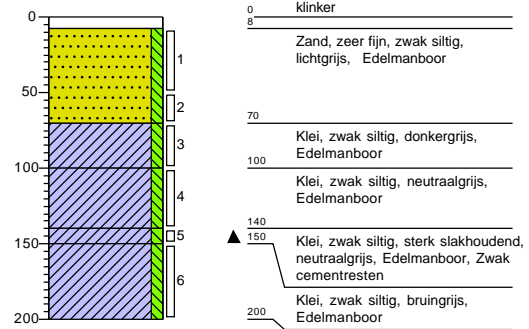 0
50
100
150
200
1
2
3
4
5
6
0
klinker
8
Zand, zeer fijn, zwak siltig,
lichtgrijs, Edelmanboor
70
Klei, zwak siltig, donkergrijs,
Edelmanboor
100
Klei, zwak siltig, neutraalgrijs,
Edelmanboor
140
150
Klei, zwak siltig, sterk slakhoudend,
neutraalgrijs, Edelmanboor, Zwak
cementresten
Klei, zwak siltig, bruingrijs,
Edelmanboor
200